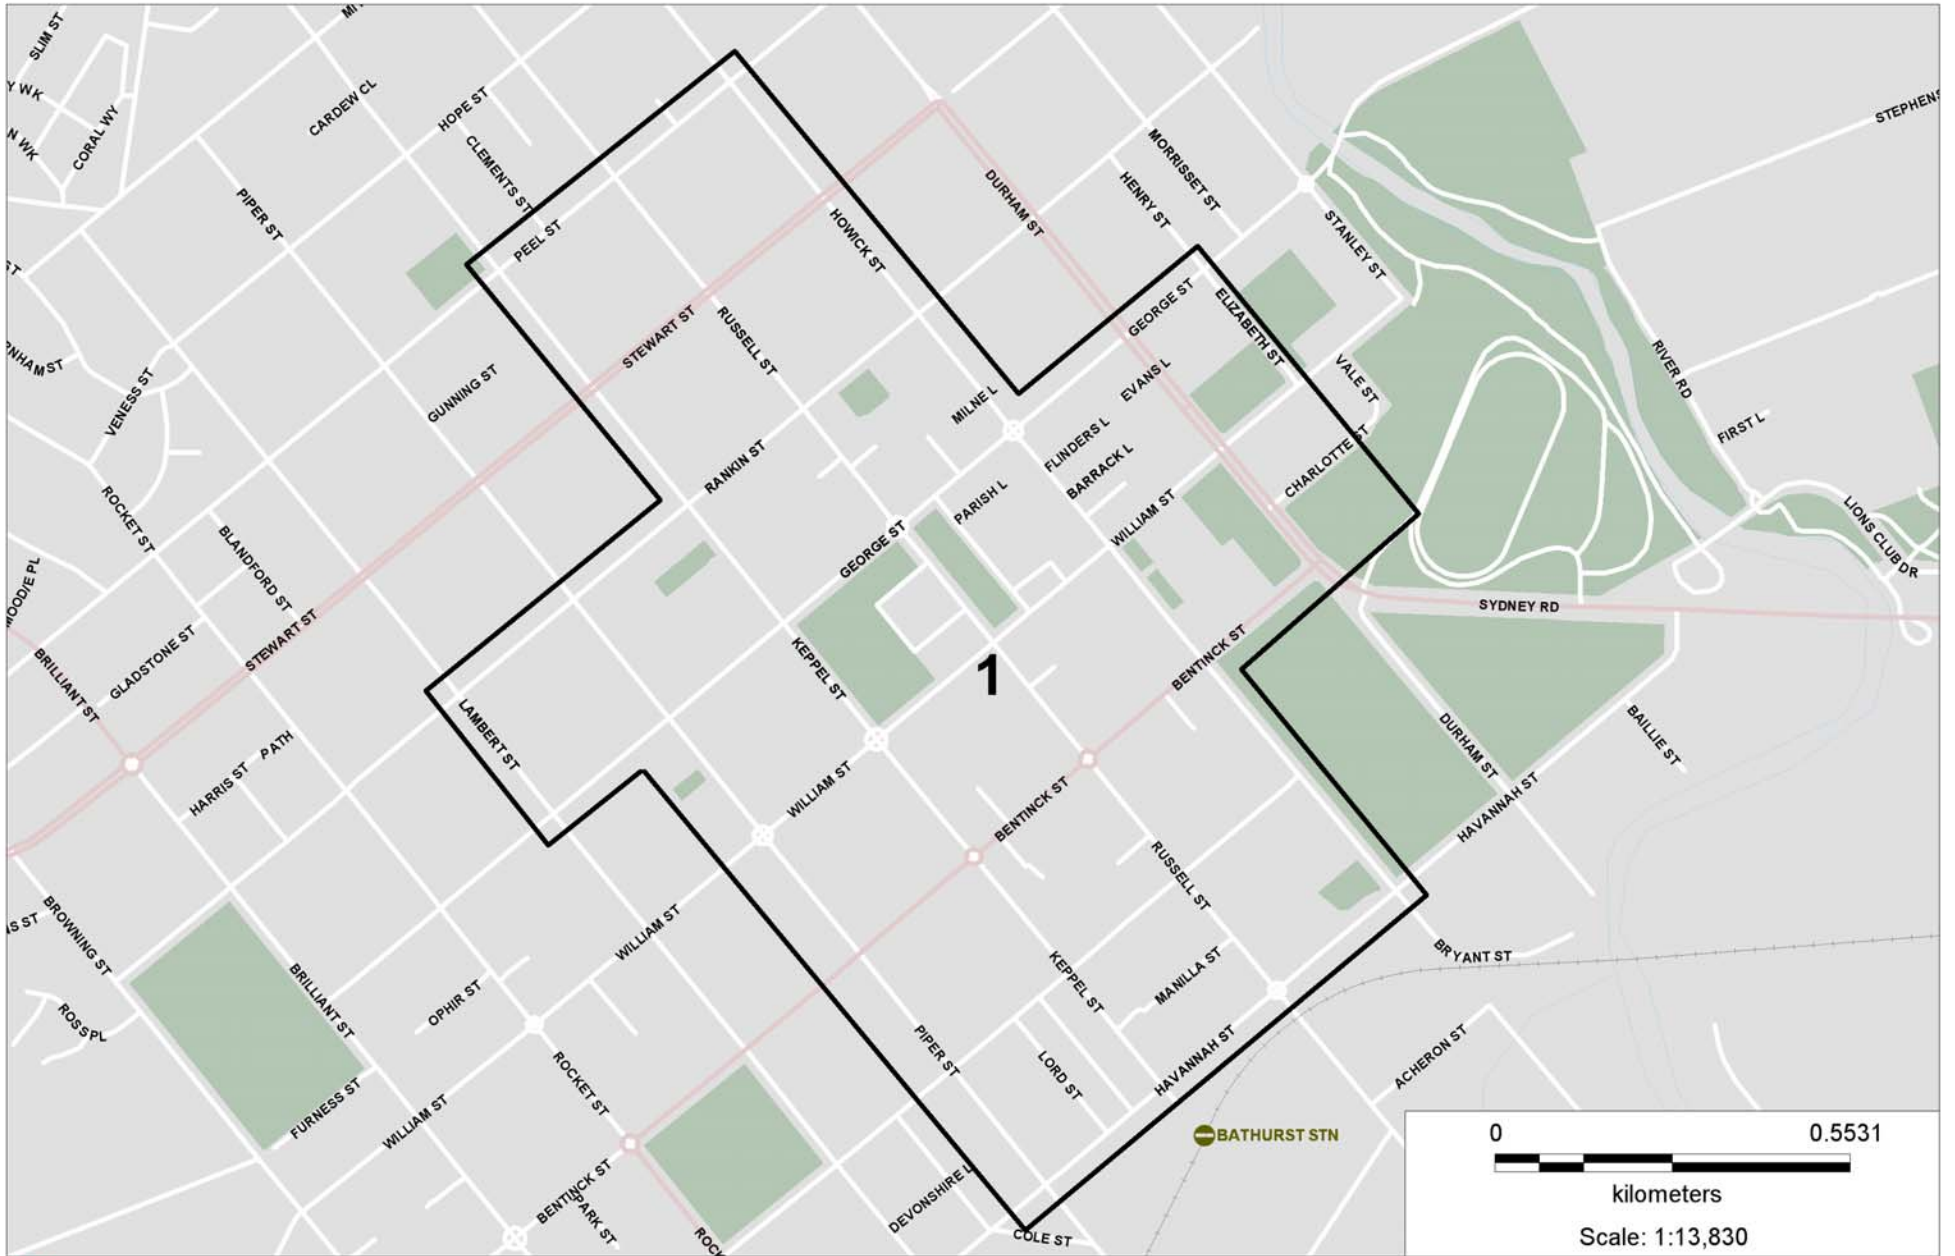 SLIM ST
CORAL WY
CARDEW CL
HOPE ST
CLEMENTS ST
PIPER ST
PEEL ST
HOWICK ST
DURHAM ST
HENRY ST
MORRISSET ST
STANLEY ST
GEORGE ST
ELIZABETH ST
VALE ST
RIVER RD
FIRST L
LIONS CLUB DR
VENESS ST
GUNNING ST
STEWART ST
RUSSELL ST
MILNE L
EVANS L
FLINDERS L
BARRACK L
CHARLOTTE ST
ROCKET ST
BLANDFORD ST
RANKIN ST
PARISH L
WILLIAM ST
GEORGE ST
SYDNEY RD
BRILLIANT ST
GLADSTONE ST
STEWART ST
KEPPEL ST
1
BENTINCK ST
LAMBERT ST
HARRIS ST
PATH
WILLIAM ST
BENTINCK ST
DURHAM ST
BAILLIE ST
HAVANNAH ST
RUSSELL ST
BROWNING ST
BRILLIANT ST
WILLIAM ST
OPHIR ST
KEPPEL ST
MANILLA ST
BRYANT ST
ROSS PL
ROCKET ST
PIPER ST
LORD ST
HAVANNAH ST
ACHERON ST
FURNESS ST
WILLIAM ST
BATHURST STN
BENTINCK ST
PARK ST
DEVONSHIRE L
COLE ST
0 0.5531
kilometers
Scale: 1:13,830